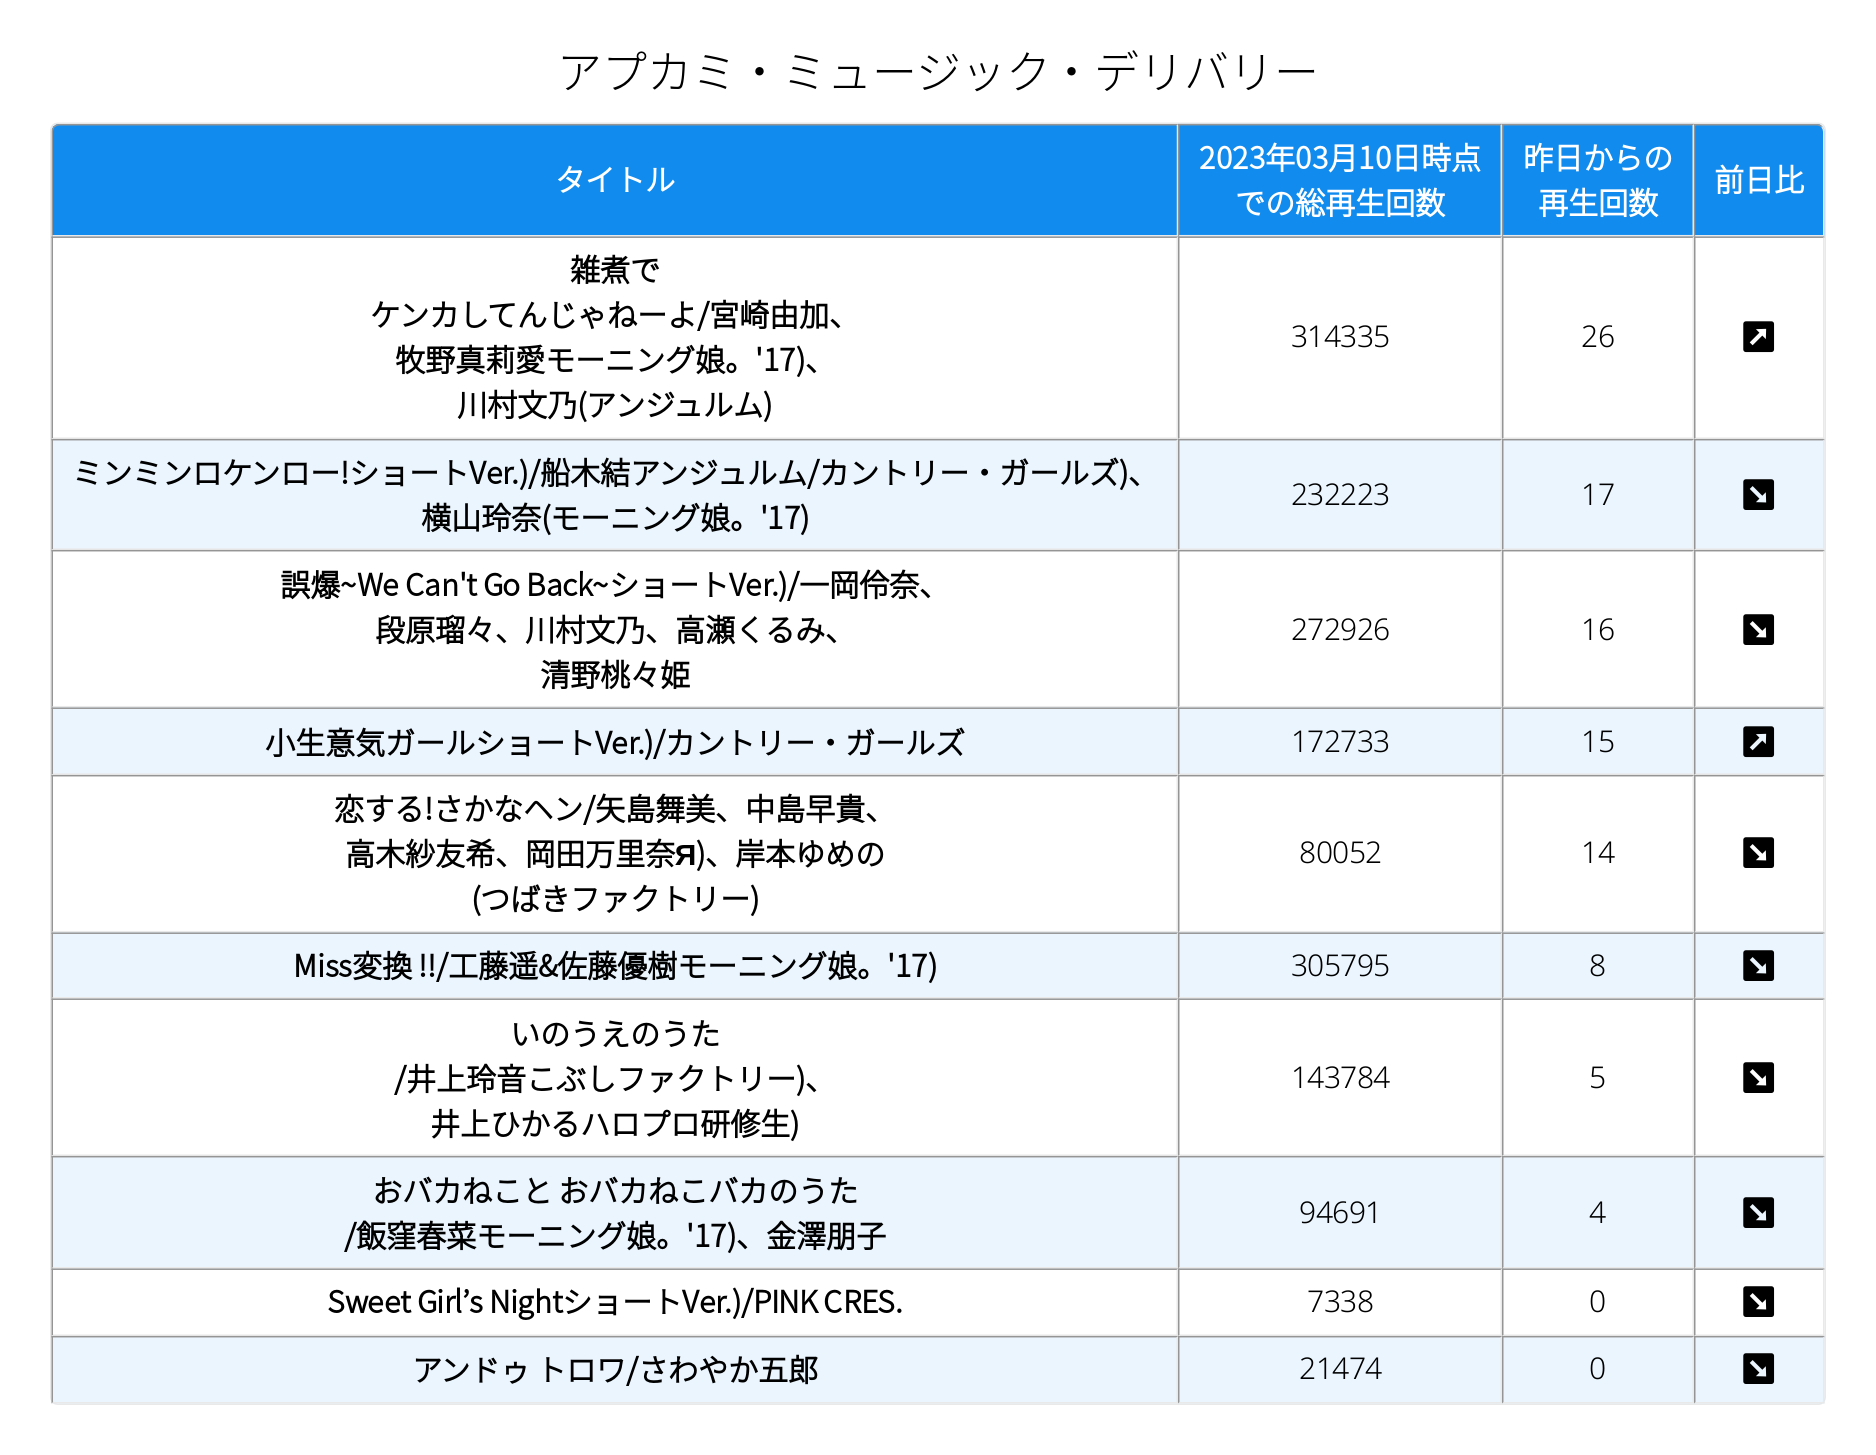 アプカミ・ミュージック・デリバリー
タイトル
2023年03月10日時点
での総再生回数
昨日からの
再生回数
前日比
雑煮で
ケンカしてんじゃねーよ/宮崎由加、
牧野真莉愛モーニング娘。'17)、
川村文乃(アンジュルム)
314335
26
ミンミンロケンロー!ショートVer.)/船木結アンジュルム/カントリー・ガールズ)、
横山玲奈(モーニング娘。'17)
232223
17
誤爆~We Can't Go Back~ショートVer.)/一岡伶奈、
段原瑠々、川村文乃、高瀬くるみ、
清野桃々姫
272926
16
小生意気ガールショートVer.)/カントリー・ガールズ
172733
15
恋する!さかなヘン/矢島舞美、中島早貴、
高木紗友希、岡田万里奈Я)、岸本ゆめの
(つばきファクトリー)
80052
14
Miss変換 !!/工藤遥&佐藤優樹モーニング娘。'17)
305795
8
いのうえのうた
/井上玲音こぶしファクトリー)、
井上ひかるハロプロ研修生)
143784
5
おバカねこと おバカねこバカのうた
/飯窪春菜モーニング娘。'17)、金澤朋子
94691
4
Sweet Girl’s NightショートVer.)/PINK CRES.
7338
0
アンドゥ トロワ/さわやか五郎
21474
0